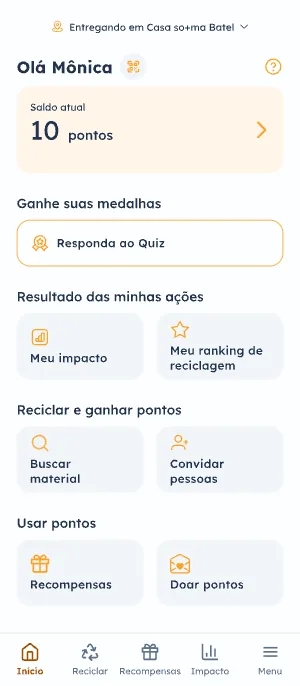 Entregando em Casa so+ma Batel
Olá Mônica
Saldo atual
10 pontos
Ganhe suas medalhas
Responda ao Quiz
Resultado das minhas ações
Meu impacto
Meu ranking de
reciclagem
Reciclar e ganhar pontos
Buscar
material
Convidar
pessoas
Usar pontos
Recompensas
Doar pontos
Início
Reciclar
Recompensas
Impacto
Menu